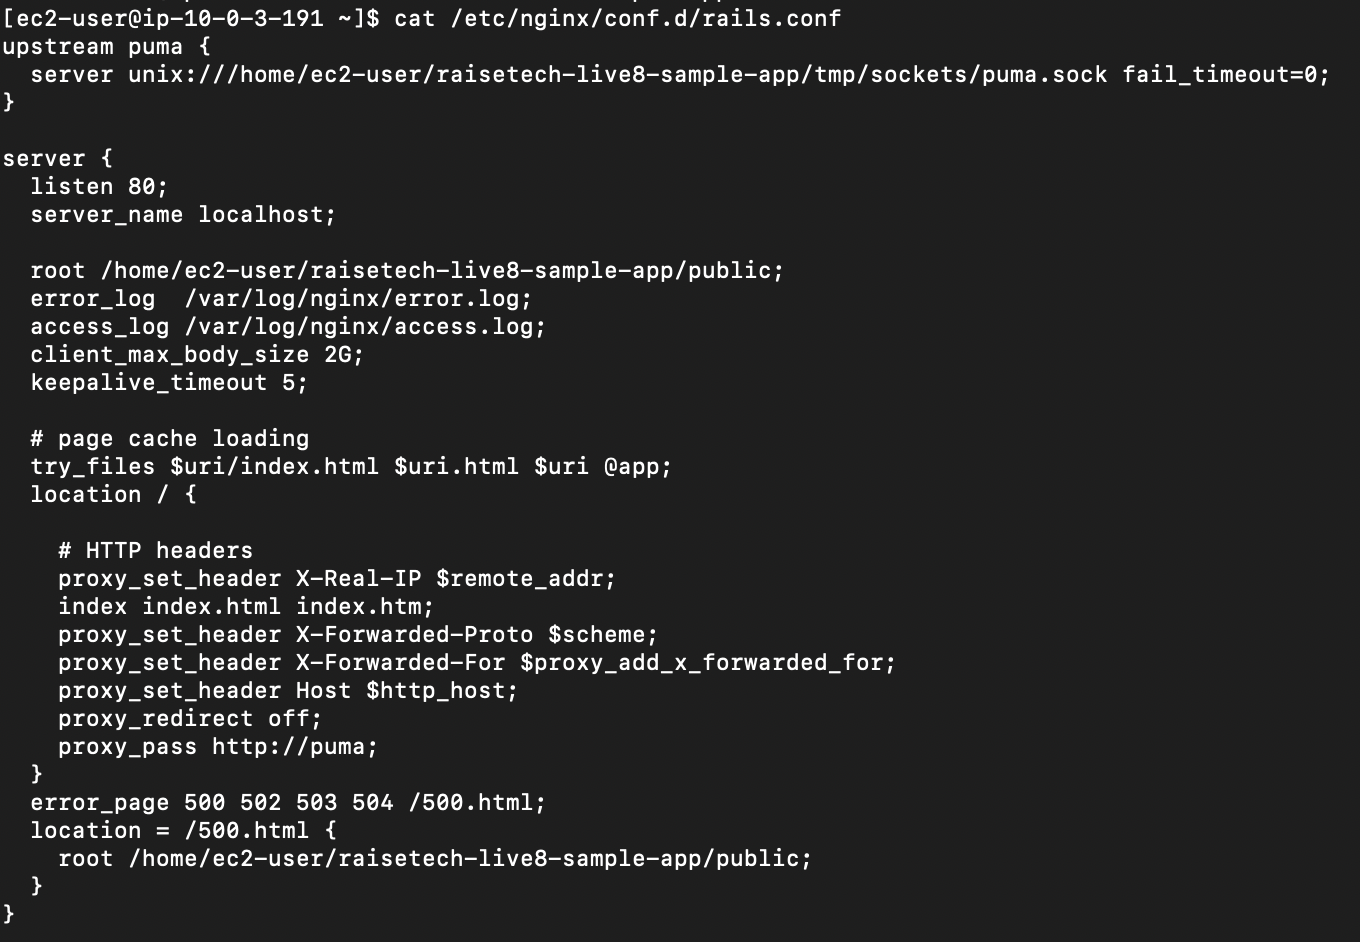 [ec2-user@ip-10-0-3-191 ~]$ cat /etc/nginx/conf.d/rails.conf
upstream puma {
  server unix:///home/ec2-user/raisetech-live8-sample-app/tmp/sockets/puma.sock fail_timeout=0;
}

server {
  listen 80;
  server_name localhost;

  root /home/ec2-user/raisetech-live8-sample-app/public;
  error_log  /var/log/nginx/error.log;
  access_log /var/log/nginx/access.log;
  client_max_body_size 2G;
  keepalive_timeout 5;

  # page cache loading
  try_files $uri/index.html $uri.html $uri @app;
  location / {

    # HTTP headers
    proxy_set_header X-Real-IP $remote_addr;
    index index.html index.htm;
    proxy_set_header X-Forwarded-Proto $scheme;
    proxy_set_header X-Forwarded-For $proxy_add_x_forwarded_for;
    proxy_set_header Host $http_host;
    proxy_redirect off;
    proxy_pass http://puma;
  }
  error_page 500 502 503 504 /500.html;
  location = /500.html {
    root /home/ec2-user/raisetech-live8-sample-app/public;
  }
}